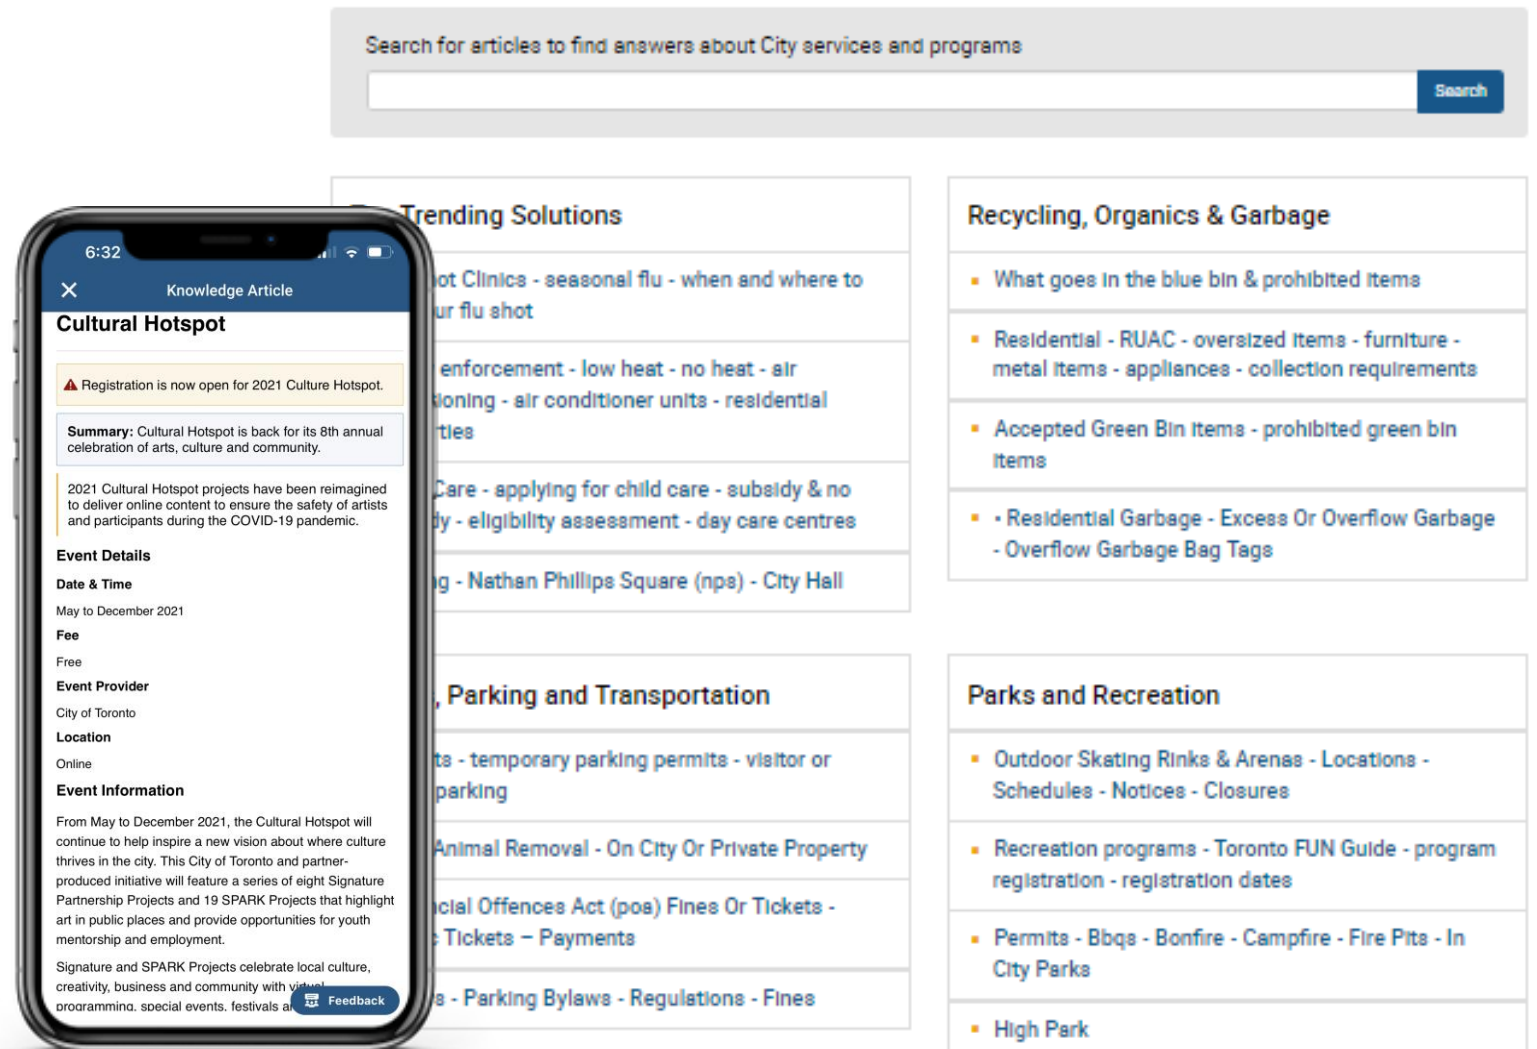 Search for articles to find answers about City services and programs
Search
Trending Solutions
Clinics - seasonal flu - when and where to
flu shot
enforcement - low heat - no heat - air
- air conditioner units - residential
Care - applying for child care - subsidy & no
- eligibility assessment - day care centres
- Nathan Phillips Square (nps) - City Hall
Recycling, Organics & Garbage
What goes in the blue bin & prohibited items
Residential - RUAC - oversized items - furniture -
metal items - appliances - collection requirements
Accepted Green Bin items - prohibited green bin
items
• Residential Garbage - Excess Or Overflow Garbage
- Overflow Garbage Bag Tags
, Parking and Transportation
- temporary parking permits - visitor or
parking
Animal Removal - On City Or Private Property
Offences Act (poa) Fines Or Tickets -
Tickets – Payments
- Parking Bylaws - Regulations - Fines
Parks and Recreation
Outdoor Skating Rinks & Arenas - Locations -
Schedules - Notices - Closures
Recreation programs - Toronto FUN Guide - program
registration - registration dates
Permits - Bbqs - Bonfire - Campfire - Fire Pits - In
City Parks
High Park
6:32
Knowledge Article
Cultural Hotspot
Registration is now open for 2021 Culture Hotspot.
Summary: Cultural Hotspot is back for its 8th annual
celebration of arts, culture and community.
2021 Cultural Hotspot projects have been reimagined
to deliver online content to ensure the safety of artists
and participants during the COVID-19 pandemic.
Event Details
Date & Time
May to December 2021
Fee
Free
Event Provider
City of Toronto
Location
Online
Event Information
From May to December 2021, the Cultural Hotspot will
continue to help inspire a new vision about where culture
thrives in the city. This City of Toronto and partner-
produced initiative will feature a series of eight Signature
Partnership Projects and 19 SPARK Projects that highlight
art in public places and provide opportunities for youth
mentorship and employment.
Signature and SPARK Projects celebrate local culture,
creativity, business and community with virtual
programming, special events, festivals
Feedback